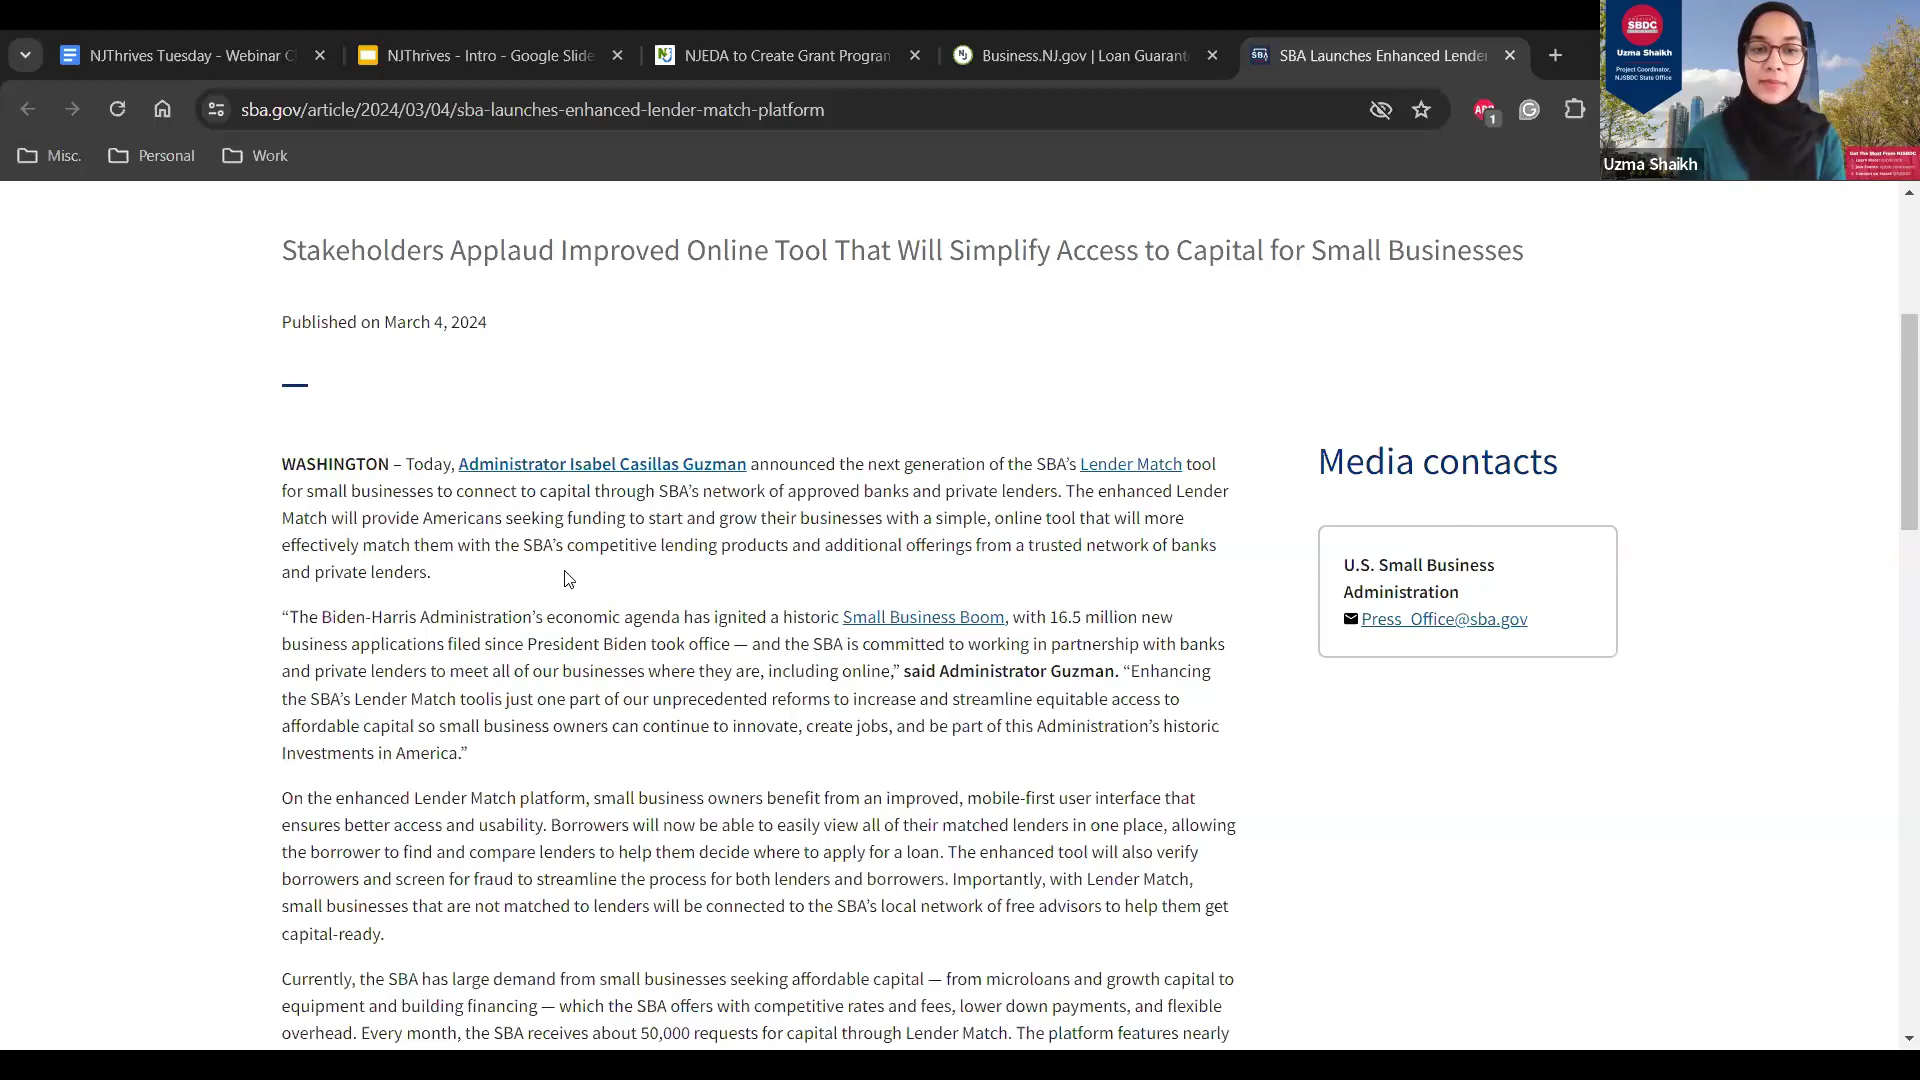 NJThrives Tuesday - Webinar C
NJThrives - Intro - Google Slide
NJEDA to Create Grant Progran
Business.NJ.gov | Loan Guarant
SBA Launches Enhanced Lende
sba.gov/article/2024/03/04/sba-launches-enhanced-lender-match-platform
1
Misc.
Personal
Work
SBDC
Uzma Shaikh
Project Coordinator,
NJSBDC State Office
Get The Most From NJSBDC
Uzma Shaikh
Stakeholders Applaud Improved Online Tool That Will Simplify Access to Capital for Small Businesses
Published on March 4, 2024
WASHINGTON – Today, Administrator Isabel Casillas Guzman announced the next generation of the SBA’s Lender Match tool
for small businesses to connect to capital through SBA’s network of approved banks and private lenders. The enhanced Lender
Match will provide Americans seeking funding to start and grow their businesses with a simple, online tool that will more
effectively match them with the SBA’s competitive lending products and additional offerings from a trusted network of banks
and private lenders.
“The Biden-Harris Administration’s economic agenda has ignited a historic Small Business Boom, with 16.5 million new
business applications filed since President Biden took office — and the SBA is committed to working in partnership with banks
and private lenders to meet all of our businesses where they are, including online,” said Administrator Guzman. “Enhancing
the SBA’s Lender Match toolis just one part of our unprecedented reforms to increase and streamline equitable access to
affordable capital so small business owners can continue to innovate, create jobs, and be part of this Administration’s historic
Investments in America.”
On the enhanced Lender Match platform, small business owners benefit from an improved, mobile-first user interface that
ensures better access and usability. Borrowers will now be able to easily view all of their matched lenders in one place, allowing
the borrower to find and compare lenders to help them decide where to apply for a loan. The enhanced tool will also verify
borrowers and screen for fraud to streamline the process for both lenders and borrowers. Importantly, with Lender Match,
small businesses that are not matched to lenders will be connected to the SBA’s local network of free advisors to help them get
capital-ready.
Currently, the SBA has large demand from small businesses seeking affordable capital — from microloans and growth capital to
equipment and building financing — which the SBA offers with competitive rates and fees, lower down payments, and flexible
overhead. Every month, the SBA receives about 50,000 requests for capital through Lender Match. The platform features nearly
Media contacts
U.S. Small Business
Administration
Press_Office@sba.gov